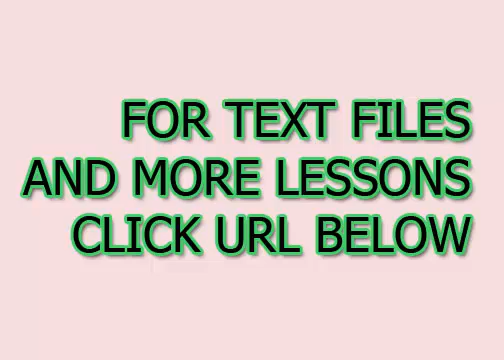 FOR TEXT FILES
AND MORE LESSONS
CLICK URL BELOW